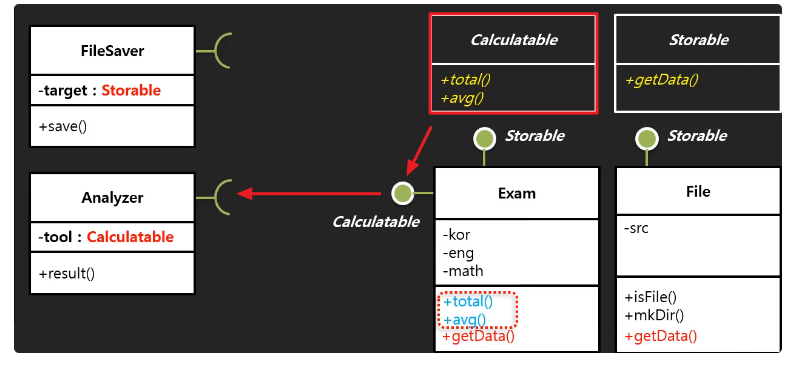 FileSaver
-target : Storable
+save()
Calculatable
+total()
+avg()
Storable
+getData()
Storable
Storable
Analyzer
-tool : Calculatable
+result()
Calculatable
Exam
-kor
-eng
-math
+total()
+avg()
+getData()
File
-src
+isFile()
+mkDir()
+getData()